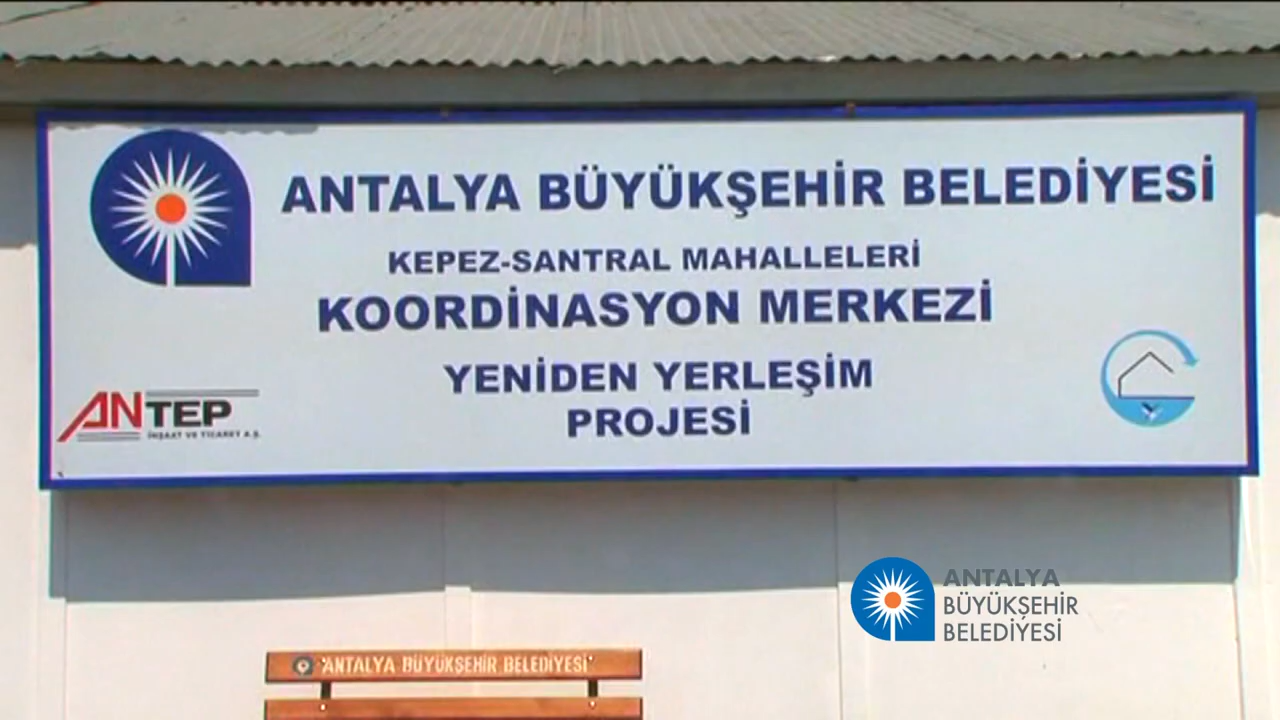 ANTALYA BÜYÜKŞEHİR BELEDİYESİ
KEPEZ-SANTRAL MAHALLELERİ
KOORDİNASYON MERKEZİ
YENİDEN YERLEŞİM
PROJESİ
ANTEP
İNŞAAT VE TİCARET A.Ş.
ANTALYA
BÜYÜKŞEHİR
BELEDİYESİ
ANTALYA BÜYÜKŞEHİR BELEDİYESİ